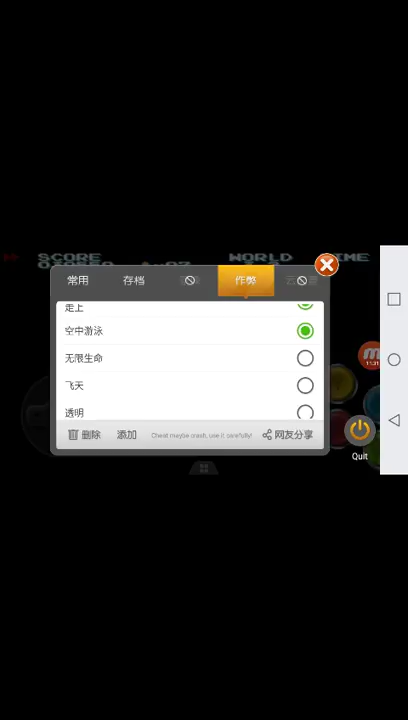 SCORE WORLD TIME
常用 存档 作弊
走上
空中游泳
无限生命
飞天
透明
删除 添加 Cheat maybe crash, use it carefully! 网友分享
11:31
Quit